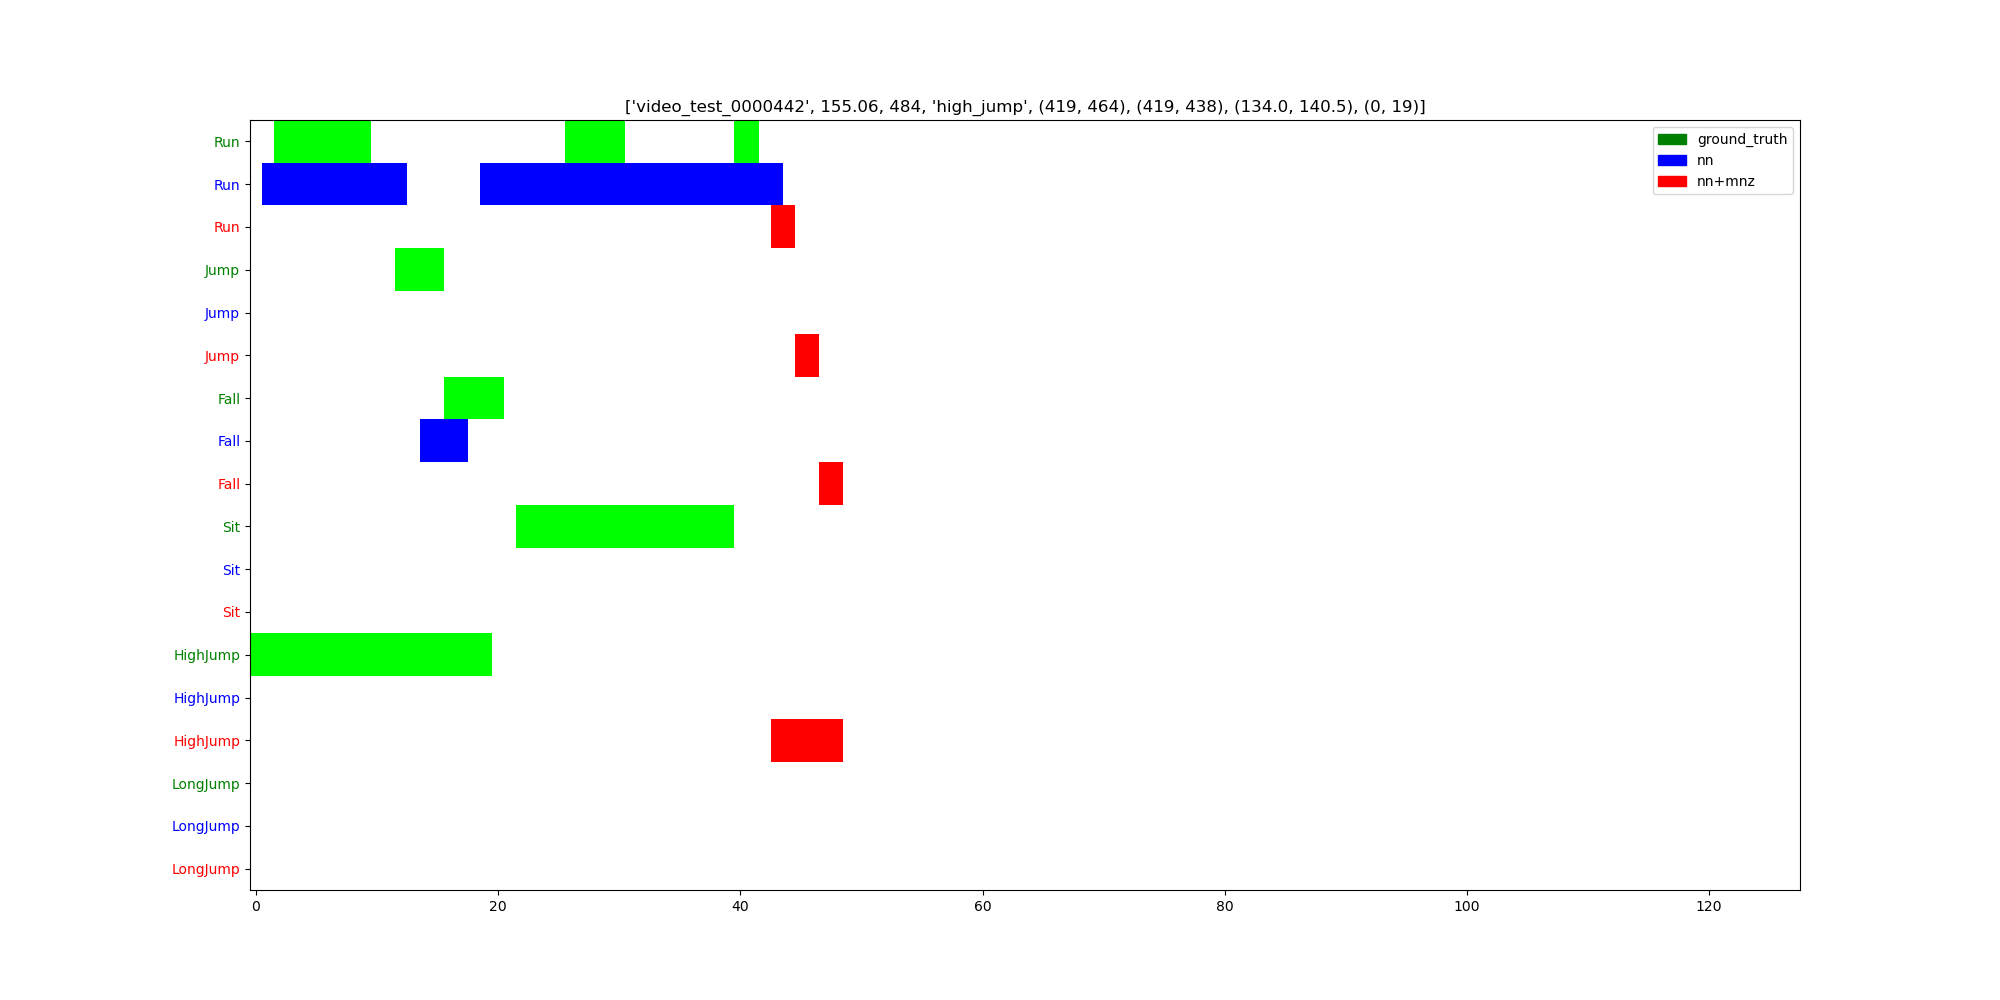 ['video_test_0000442', 155.06, 484, 'high_jump', (419, 464), (419, 438), (134.0, 140.5), (0, 19)]
ground_truth
nn
nn+mnz
Run
Run
Run
Jump
Jump
Jump
Fall
Fall
Fall
Sit
Sit
Sit
HighJump
HighJump
HighJump
LongJump
LongJump
LongJump
0 20 40 60 80 100 120